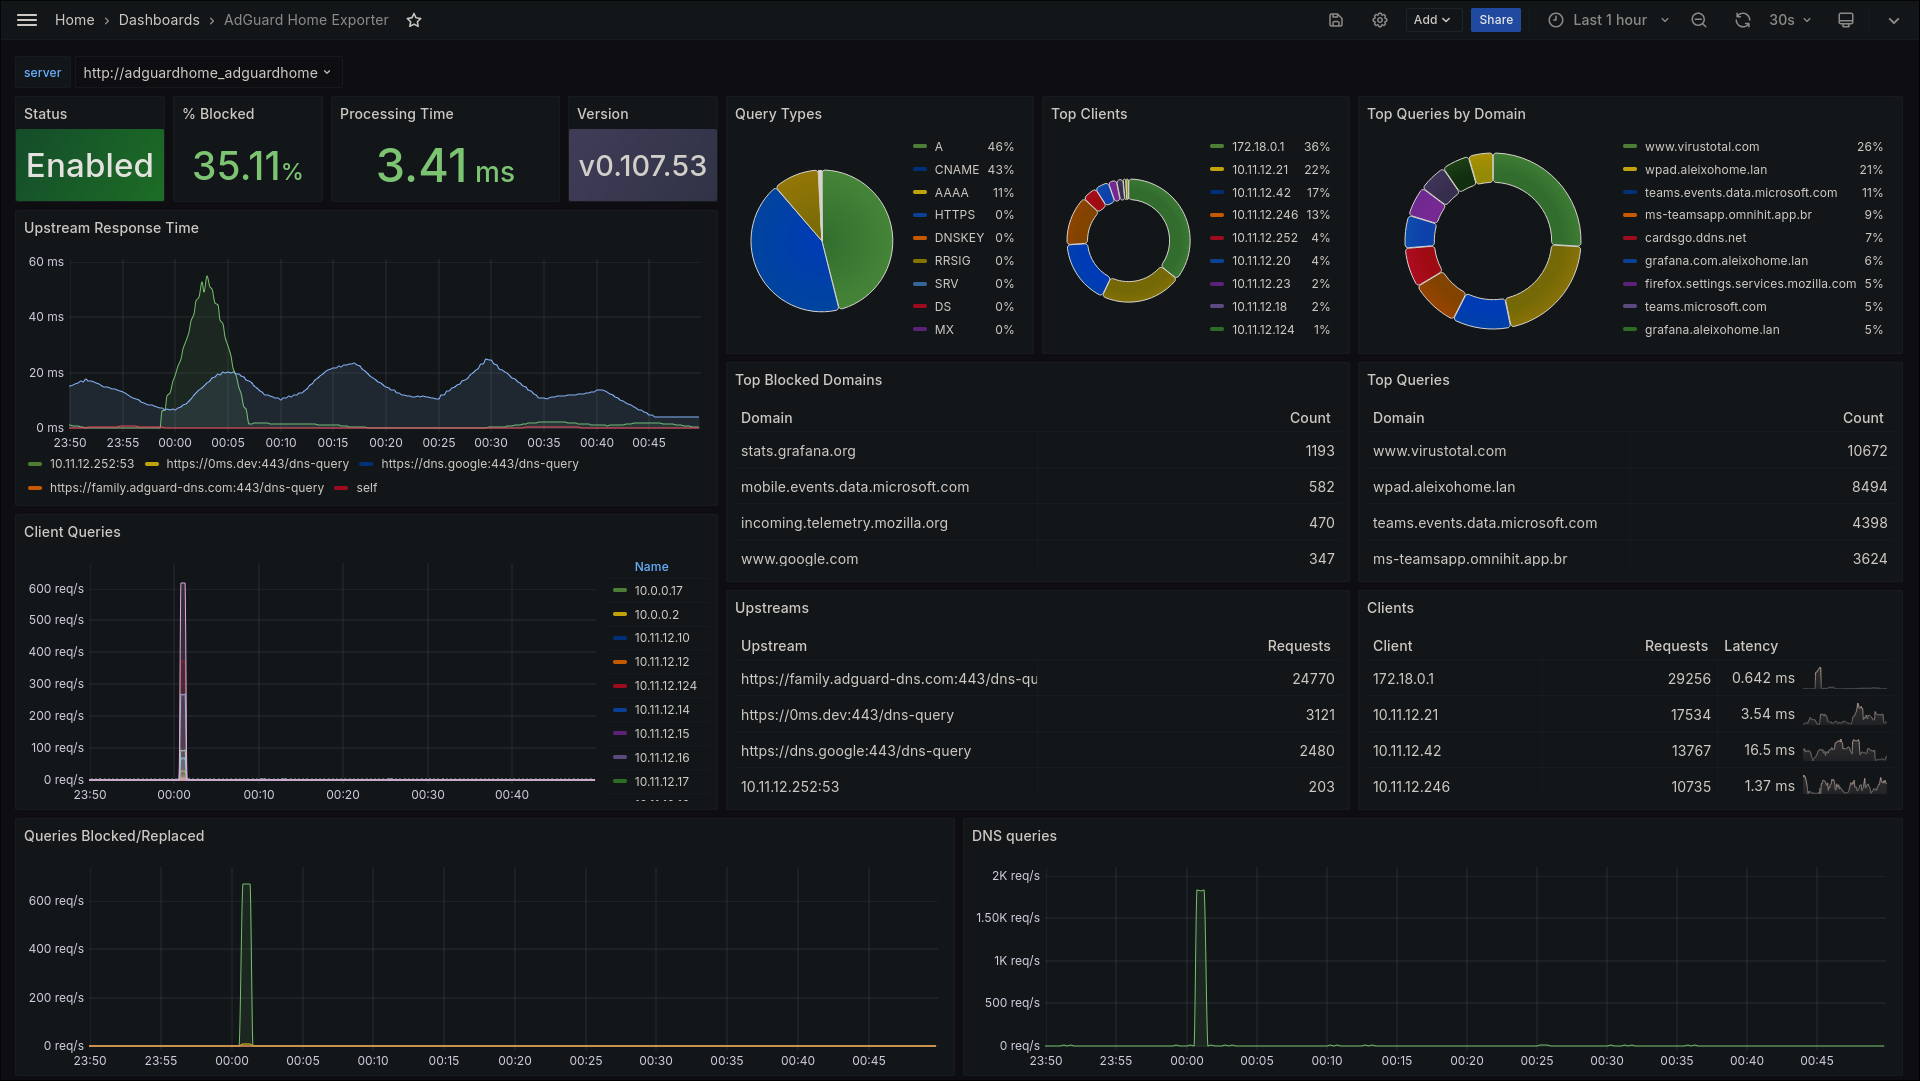 Home › Dashboards › AdGuard Home Exporter
Add
Share
Last 1 hour
30s
server
http://adguardhome_adguardhome
Status
Enabled
% Blocked
35.11%
Processing Time
3.41 ms
Version
v0.107.53
Query Types
A 46%
CNAME 43%
AAAA 11%
HTTPS 0%
DNSKEY 0%
RRSIG 0%
SRV 0%
DS 0%
MX 0%
Top Clients
172.18.0.1 36%
10.11.12.21 22%
10.11.12.42 17%
10.11.12.246 13%
10.11.12.252 4%
10.11.12.20 4%
10.11.12.23 2%
10.11.12.18 2%
10.11.12.124 1%
Top Queries by Domain
www.virustotal.com 26%
wpad.aleixohome.lan 21%
teams.events.data.microsoft.com 11%
ms-teamsapp.omnihit.app.br 9%
cardsgo.ddns.net 7%
grafana.com.aleixohome.lan 6%
firefox.settings.services.mozilla.com 5%
teams.microsoft.com 5%
grafana.aleixohome.lan 5%
Upstream Response Time
60 ms
40 ms
20 ms
0 ms
23:50 23:55 00:00 00:05 00:10 00:15 00:20 00:25 00:30 00:35 00:40 00:45
10.11.12.252:53 https://0ms.dev:443/dns-query https://dns.google:443/dns-query
https://family.adguard-dns.com:443/dns-query self
Top Blocked Domains
Domain Count
stats.grafana.org 1193
mobile.events.data.microsoft.com 582
incoming.telemetry.mozilla.org 470
www.google.com 347
Top Queries
Domain Count
www.virustotal.com 10672
wpad.aleixohome.lan 8494
teams.events.data.microsoft.com 4398
ms-teamsapp.omnihit.app.br 3624
Client Queries
600 req/s
500 req/s
400 req/s
300 req/s
200 req/s
100 req/s
0 req/s
23:50 00:00 00:10 00:20 00:30 00:40
Name
10.0.0.17
10.0.0.2
10.11.12.10
10.11.12.12
10.11.12.124
10.11.12.14
10.11.12.15
10.11.12.16
10.11.12.17
Upstreams
Upstream Requests
https://family.adguard-dns.com:443/dns-qu 24770
https://0ms.dev:443/dns-query 3121
https://dns.google:443/dns-query 2480
10.11.12.252:53 203
Clients
Client Requests Latency
172.18.0.1 29256 0.642 ms
10.11.12.21 17534 3.54 ms
10.11.12.42 13767 16.5 ms
10.11.12.246 10735 1.37 ms
Queries Blocked/Replaced
600 req/s
400 req/s
200 req/s
0 req/s
23:50 23:55 00:00 00:05 00:10 00:15 00:20 00:25 00:30 00:35 00:40 00:45
DNS queries
2K req/s
1.50K req/s
1K req/s
500 req/s
0 req/s
23:50 23:55 00:00 00:05 00:10 00:15 00:20 00:25 00:30 00:35 00:40 00:45